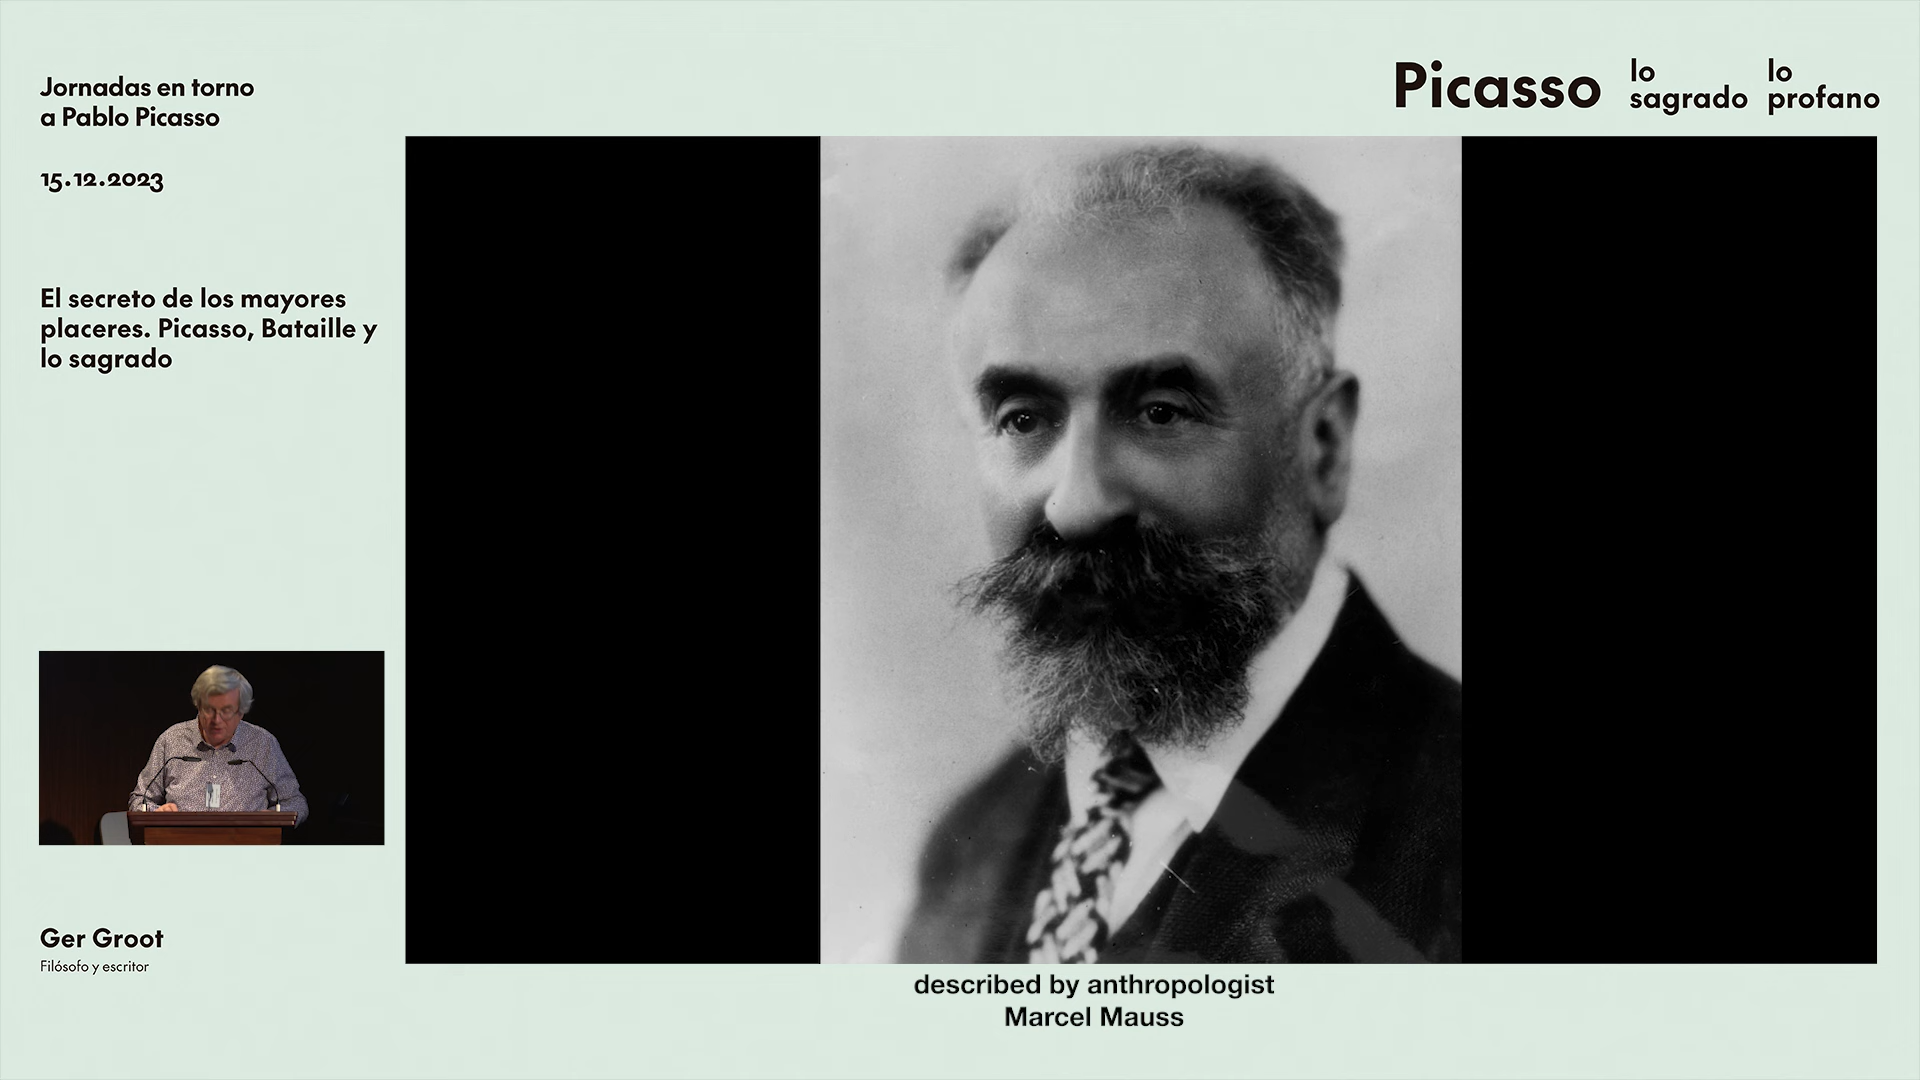 Jornadas en torno
a Pablo Picasso
15.12.2023
Picasso
lo
sagrado
lo
profano
El secreto de los mayores
placeres. Picasso, Bataille y
lo sagrado
Ger Groot
Filósofo y escritor
described by anthropologist
Marcel Mauss